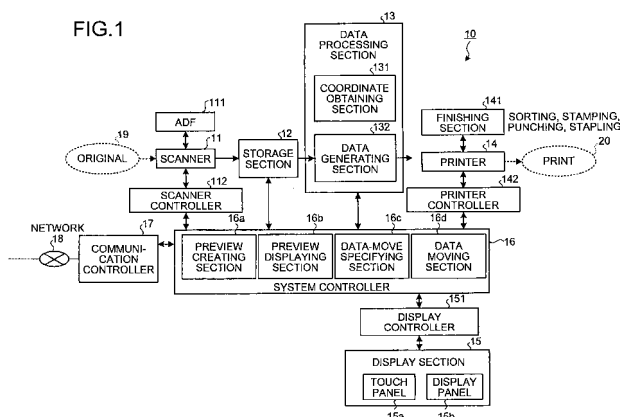 FIG.1
13
DATA
PROCESSING
SECTION
131
COORDINATE
OBTAINING
SECTION
132
DATA
GENERATING
SECTION
10
111
ADF
11
SCANNER
19
ORIGINAL
12
STORAGE
SECTION
141
FINISHING
SECTION
SORTING, STAMPING,
PUNCHING, STAPLING
14
PRINTER
PRINT
20
112
SCANNER
CONTROLLER
142
PRINTER
CONTROLLER
NETWORK
18
17
COMMUNI-
CATION
CONTROLLER
16a
PREVIEW
CREATING
SECTION
16b
PREVIEW
DISPLAYING
SECTION
16c
DATA-MOVE
SPECIFYING
SECTION
16d
DATA
MOVING
SECTION
16
SYSTEM CONTROLLER
151
DISPLAY
CONTROLLER
15
DISPLAY SECTION
TOUCH
PANEL
DISPLAY
PANEL
15a
15b